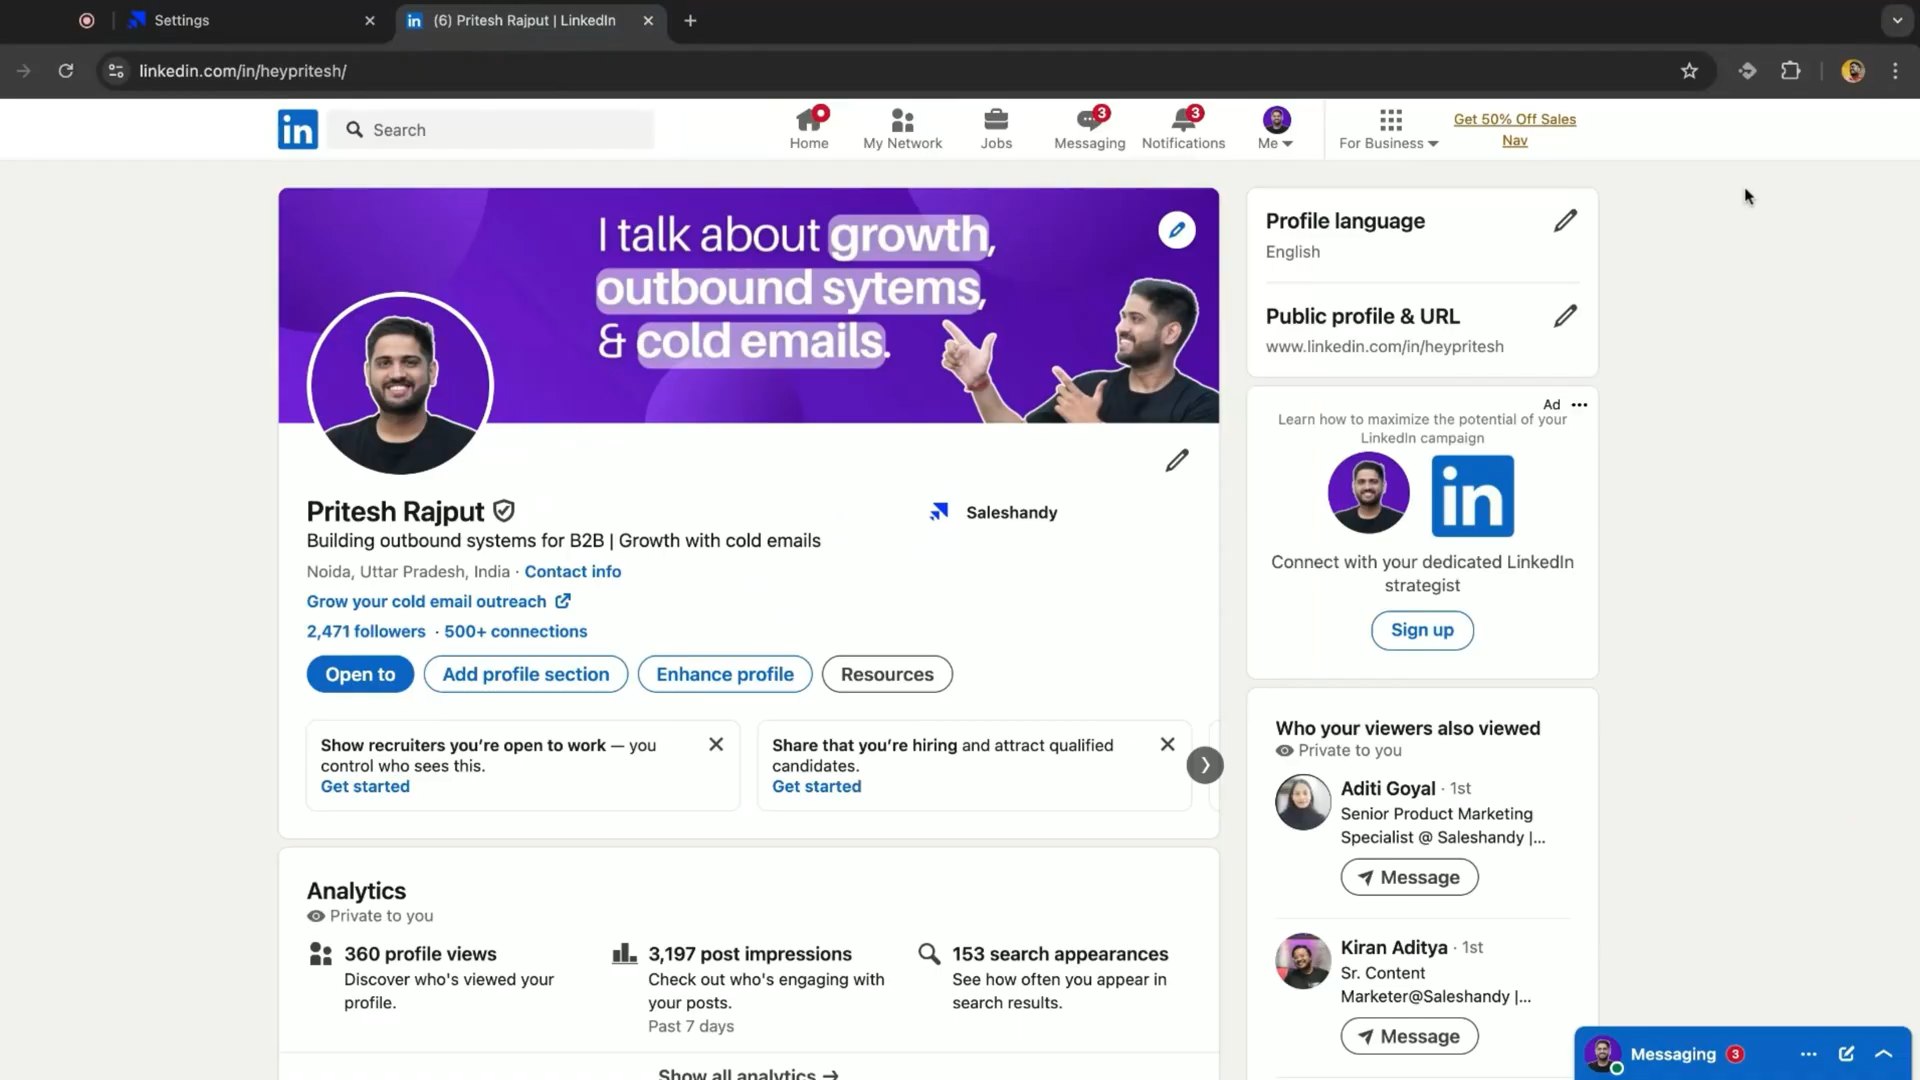 Settings
(6) Pritesh Rajput | LinkedIn
linkedin.com/in/heypritesh/
in
Search
Home
My Network
Jobs
3
Messaging
3
Notifications
Me
For Business
Get 50% Off Sales
Nav
I talk about growth,
outbound sytems,
& cold emails.
Pritesh Rajput
Saleshandy
Building outbound systems for B2B | Growth with cold emails
Noida, Uttar Pradesh, India · Contact info
Grow your cold email outreach
2,471 followers · 500+ connections
Open to
Add profile section
Enhance profile
Resources
Show recruiters you're open to work — you
control who sees this.
Get started
Share that you're hiring and attract qualified
candidates.
Get started
Analytics
Private to you
360 profile views
Discover who's viewed your
profile.
3,197 post impressions
Check out who's engaging with
your posts.
Past 7 days
153 search appearances
See how often you appear in
search results.
Show all analytics →
Profile language
English
Public profile & URL
www.linkedin.com/in/heypritesh
Ad
Learn how to maximize the potential of your
LinkedIn campaign
in
Connect with your dedicated LinkedIn
strategist
Sign up
Who your viewers also viewed
Private to you
Aditi Goyal · 1st
Senior Product Marketing
Specialist @ Saleshandy |...
Message
Kiran Aditya · 1st
Sr. Content
Marketer@Saleshandy |...
Message
Messaging 3